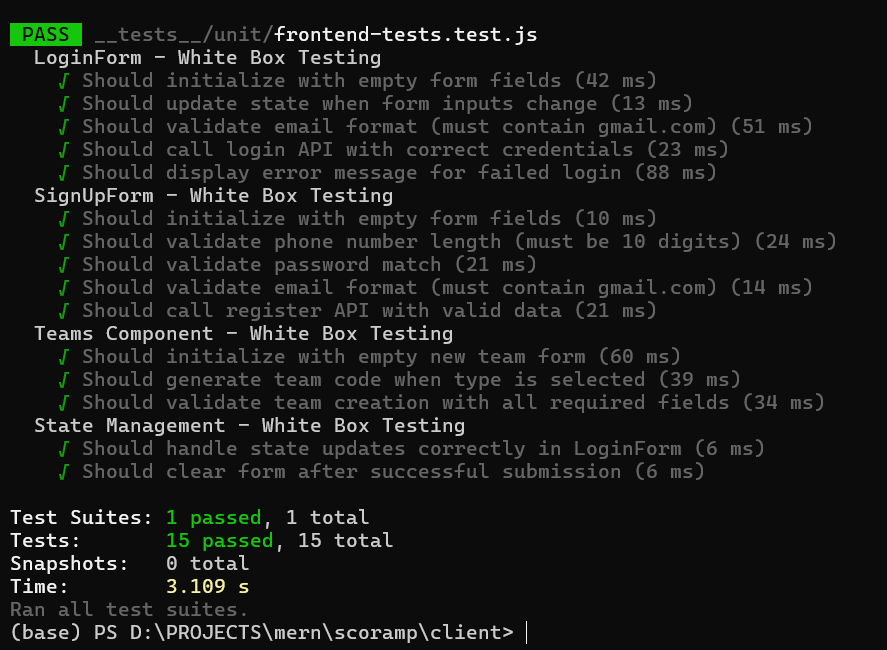 PASS __tests__/unit/frontend-tests.test.js
LoginForm - White Box Testing
√ Should initialize with empty form fields (42 ms)
√ Should update state when form inputs change (13 ms)
√ Should validate email format (must contain gmail.com) (51 ms)
√ Should call login API with correct credentials (23 ms)
√ Should display error message for failed login (88 ms)
SignUpForm - White Box Testing
√ Should initialize with empty form fields (10 ms)
√ Should validate phone number length (must be 10 digits) (24 ms)
√ Should validate password match (21 ms)
√ Should validate email format (must contain gmail.com) (14 ms)
√ Should call register API with valid data (21 ms)
Teams Component - White Box Testing
√ Should initialize with empty new team form (60 ms)
√ Should generate team code when type is selected (39 ms)
√ Should validate team creation with all required fields (34 ms)
State Management - White Box Testing
√ Should handle state updates correctly in LoginForm (6 ms)
√ Should clear form after successful submission (6 ms)
Test Suites: 1 passed, 1 total
Tests: 15 passed, 15 total
Snapshots: 0 total
Time: 3.109 s
Ran all test suites.
(base) PS D:\PROJECTS\mern\scoramp\client>